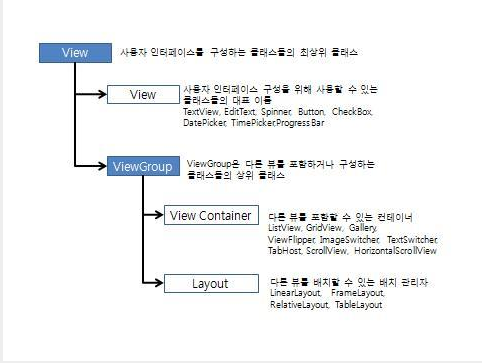 View
사용자 인터페이스를 구성하는 클래스들의 최상위 클래스
View
사용자 인터페이스 구성을 위해 사용할 수 있는
클래스들의 대표 이름
TextView, EditText, Spinner, Button, CheckBox,
DatePicker, TimePicker,ProgressBar
ViewGroup
ViewGroup은 다른 뷰를 포함하거나 구성하는
클래스들의 상위 클래스
View Container
다른 뷰를 포함할 수 있는 컨테이너
ListView, GridView, Gallery,
ViewFlipper, ImageSwitcher, TextSwitcher,
TabHost, ScrollView, HorizontalScrollView
Layout
다른 뷰를 배치할 수 있는 배치 관리자
LinearLayout, FrameLayout,
RelativeLayout, TableLayout